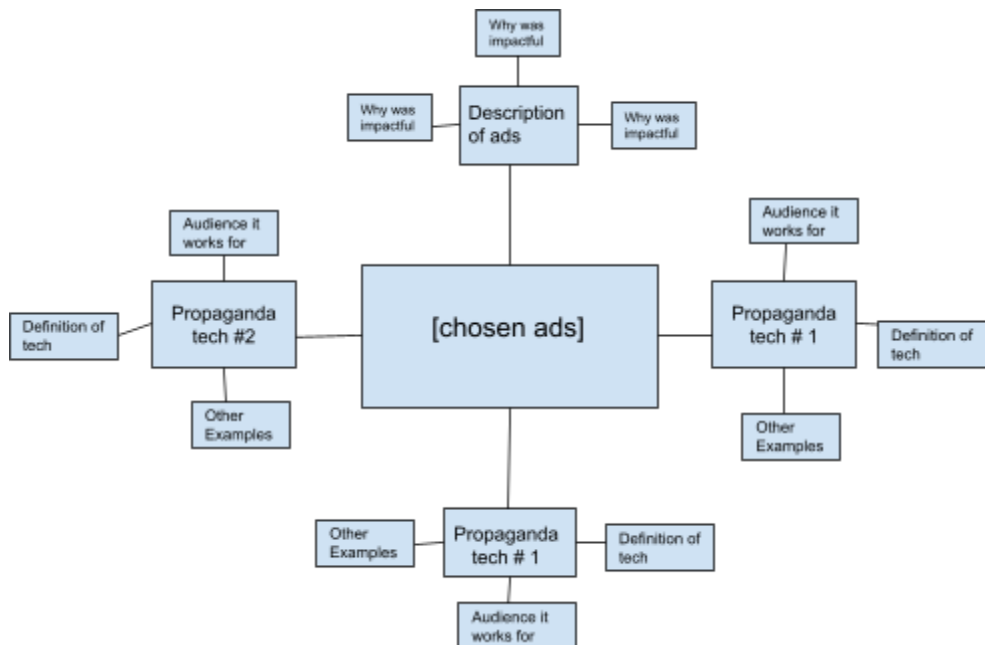 Why was
impactful
Why was
impactful
Description
of ads
Why was
impactful
Audience it
works for
Audience it
works for
Definition of
tech
Propaganda
tech #2
[chosen ads]
Propaganda
tech # 1
Definition of
tech
Other
Examples
Other
Examples
Other
Examples
Propaganda
tech # 1
Definition of
tech
Audience it
works for